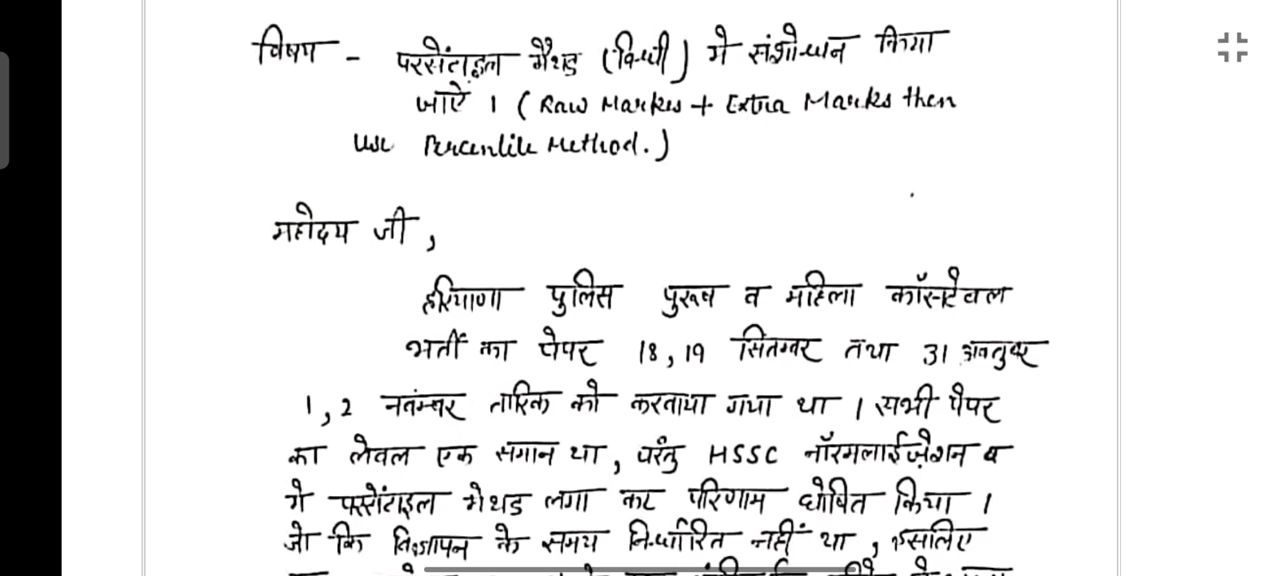 विषय - परसेंटाइल मैथड (विधी) मे संशोधन किया
जाऐ । (Raw Marks + Extra Marks then
use Percentile Method.)
महोदय जी,
हरियाणा पुलिस पुरूष व महिला कॉस्टेवल
भर्ती का पेपर 18,19 सितम्बर तथा 31 अक्तुबर
1,2 नवंम्बर तारिक को करवाया गया था । सभी पेपर
का लेवल एक समान था, परंतु HSSC नॉरमलाईज़ेशन व
मे परसेंटाइल मेथड लगा कर परिणाम घोषित किया ।
जो कि विज्ञापन के समय निर्धारित नहीं था, इसलिए